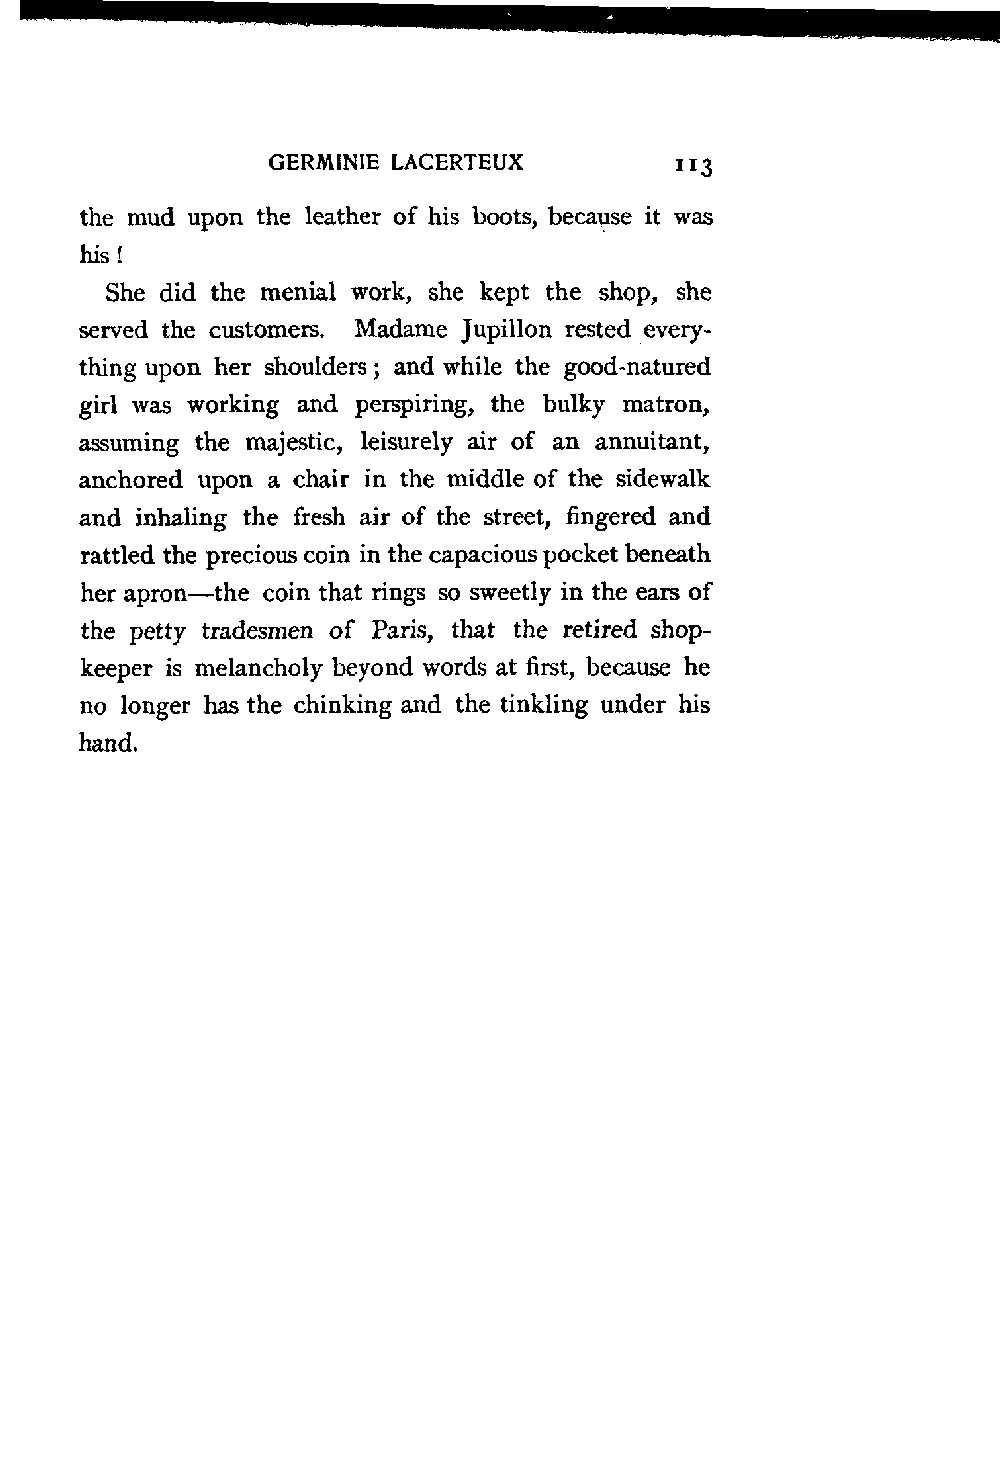 GERMINIE LACERTEUX 113
the mud upon the leather of his boots, because it was
his!
She did the menial work, she kept the shop, she
served the customers. Madame Jupillon rested every-
thing upon her shoulders; and while the good-natured
girl was working and perspiring, the bulky matron,
assuming the majestic, leisurely air of an annuitant,
anchored upon a chair in the middle of the sidewalk
and inhaling the fresh air of the street, fingered and
rattled the precious coin in the capacious pocket beneath
her apron—the coin that rings so sweetly in the ears of
the petty tradesmen of Paris, that the retired shop-
keeper is melancholy beyond words at first, because he
no longer has the chinking and the tinkling under his
hand.